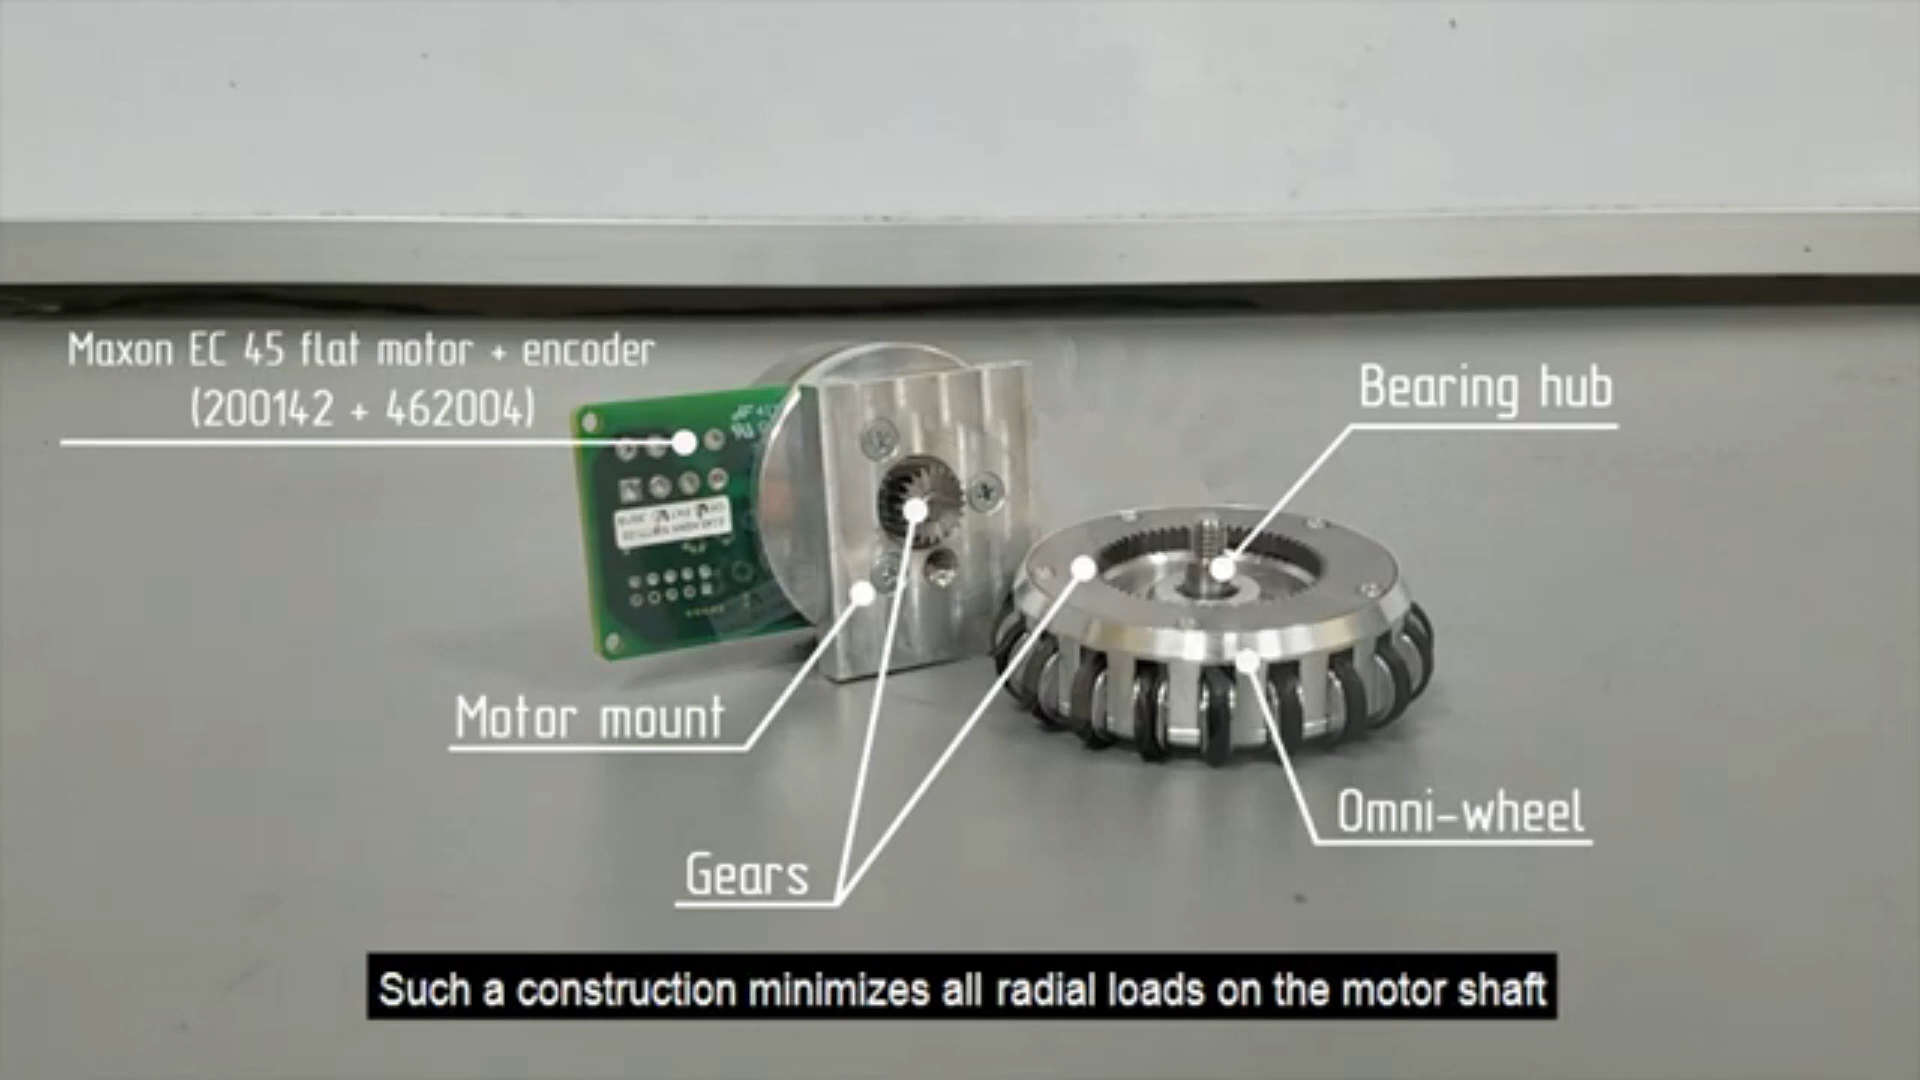 Maxon EC 45 flat motor + encoder
(200142 + 462004)
Bearing hub
Motor mount
Omni-wheel
Gears
Such a construction minimizes all radial loads on the motor shaft